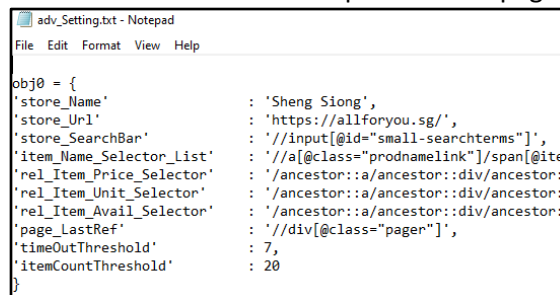 adv_Setting.txt - Notepad
File Edit Format View Help
obj0 = {
'store_Name' : 'Sheng Siong',
'store_Url' : 'https://allforyou.sg/',
'store_SearchBar' : '//input[@id="small-searchterms"]',
'item_Name_Selector_List' : '//a[@class="prodnamelink"]/span[@ite
'rel_Item_Price_Selector' : '/ancestor::a/ancestor::div/ancestor:
'rel_Item_Unit_Selector' : '/ancestor::a/ancestor::div/ancestor:
'rel_Item_Avail_Selector' : '/ancestor::a/ancestor::div/ancestor:
'page_LastRef' : '//div[@class="pager"]',
'timeOutThreshold' : 7,
'itemCountThreshold' : 20
}